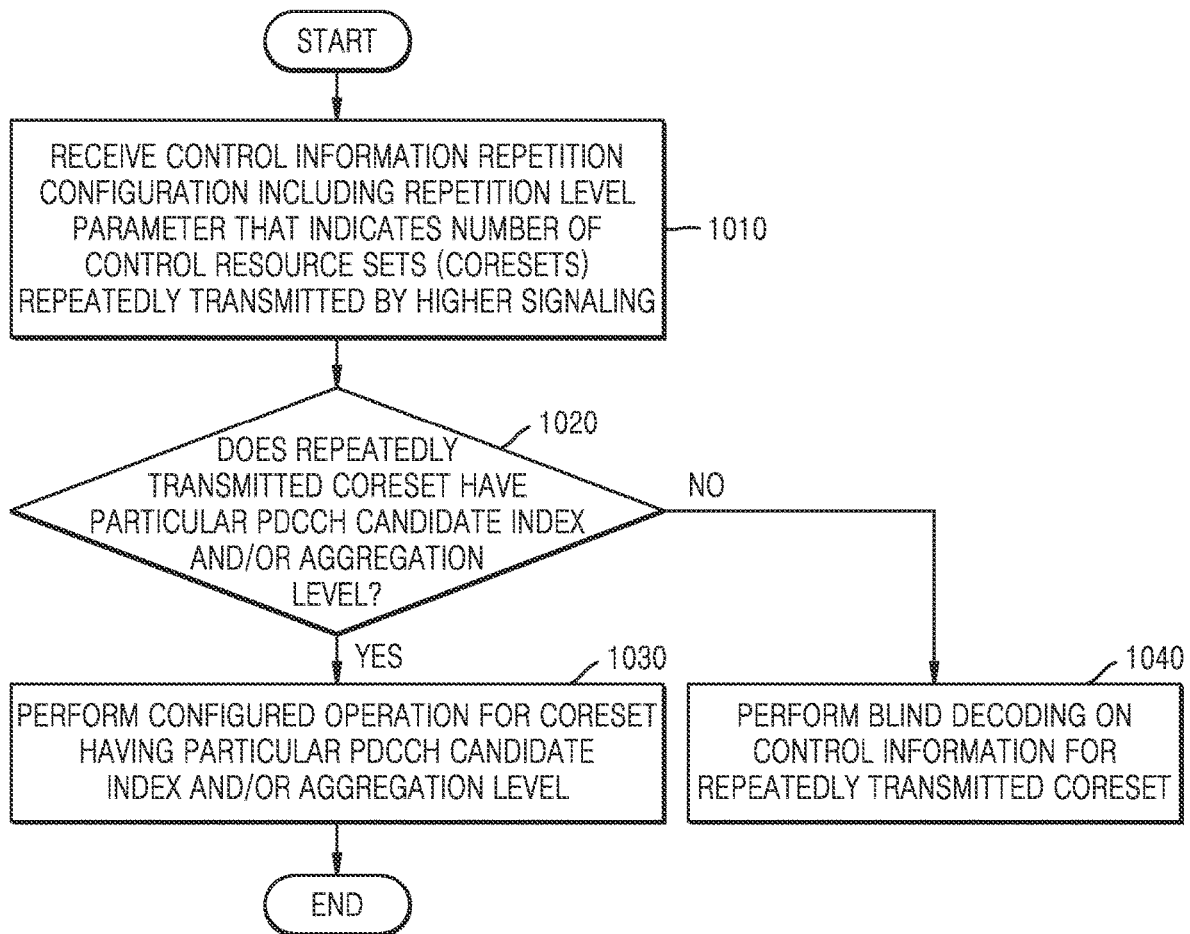 START
RECEIVE CONTROL INFORMATION REPETITION
CONFIGURATION INCLUDING REPETITION LEVEL
PARAMETER THAT INDICATES NUMBER OF
CONTROL RESOURCE SETS (CORESETS)
REPEATEDLY TRANSMITTED BY HIGHER SIGNALING
1010
1020
DOES REPEATEDLY
TRANSMITTED CORESET HAVE
PARTICULAR PDCCH CANDIDATE INDEX
AND/OR AGGREGATION
LEVEL?
NO
YES
1030
PERFORM CONFIGURED OPERATION FOR CORESET
HAVING PARTICULAR PDCCH CANDIDATE
INDEX AND/OR AGGREGATION LEVEL
1040
PERFORM BLIND DECODING ON
CONTROL INFORMATION FOR
REPEATEDLY TRANSMITTED CORESET
END